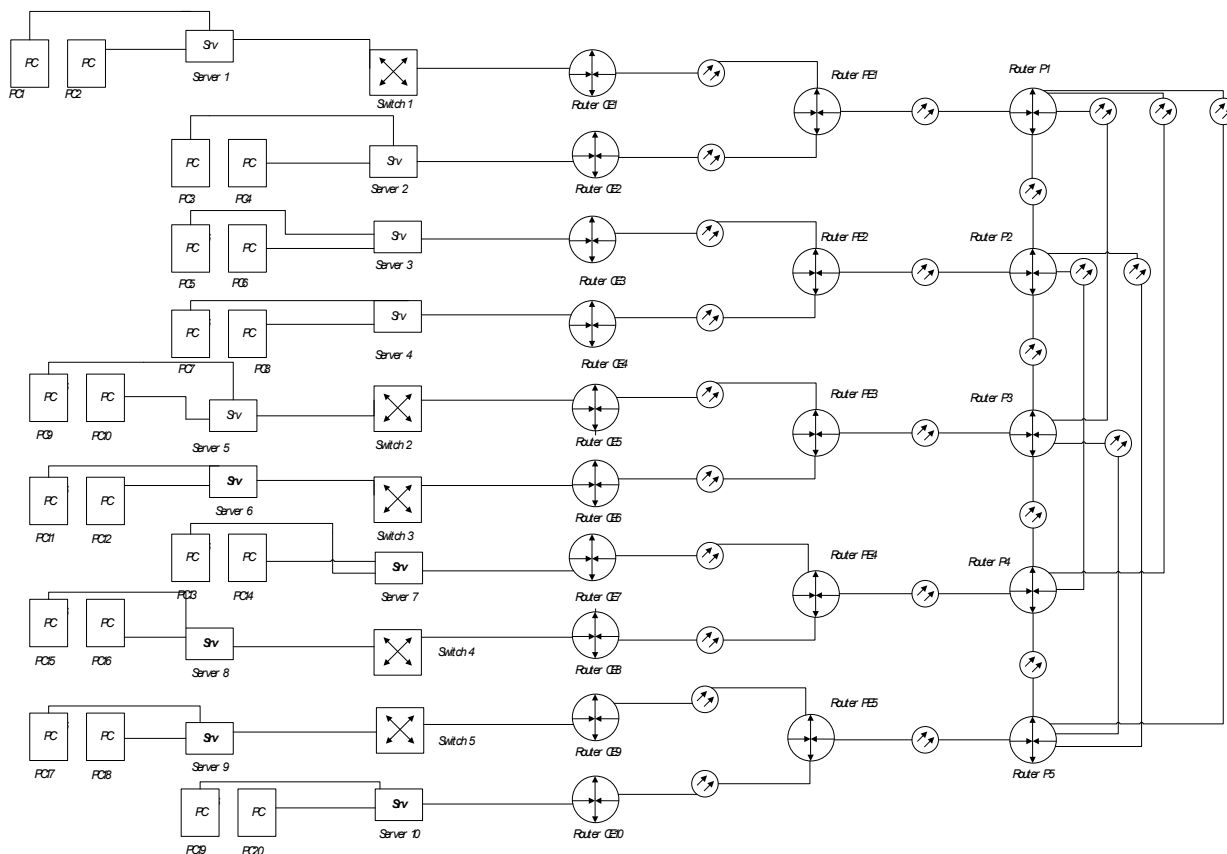 PC
PC
Srv
PC1
PC2
Server 1
Switch 1
Router CE1
Router PE1
Router P1
PC
PC
Srv
PC3
PC4
Server 2
Router CE2
PC
PC
Srv
PC5
PC6
Server 3
Router CE3
Router PE2
Router P2
PC
PC
Srv
PC7
PC8
Server 4
Router CE4
PC
PC
Srv
PC9
PC10
Server 5
Switch 2
Router CE5
Router PE3
Router P3
PC
PC
Srv
PC11
PC12
Server 6
Switch 3
Router CE6
PC
PC
Srv
PC13
PC14
Server 7
Router CE7
Router PE4
Router P4
PC
PC
Srv
PC15
PC16
Server 8
Switch 4
Router CE8
PC
PC
Srv
PC17
PC18
Server 9
Switch 5
Router CE9
Router PE5
Router P5
PC
PC
Srv
PC19
PC20
Server 10
Router CE10